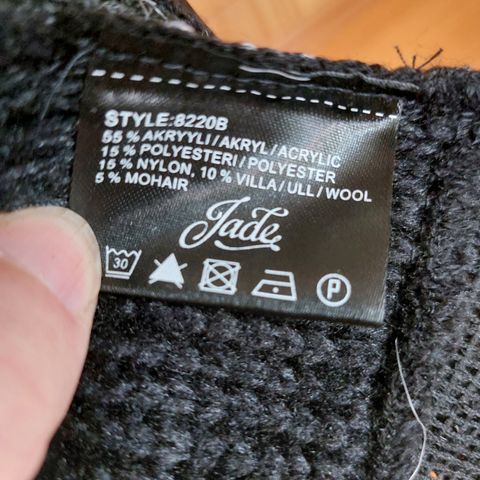 STYLE:8220B
55 % AKRYYLI / AKRYL / ACRYLIC
15 % POLYESTERI / POLYESTER
15 % NYLON, 10 % VILLA / ULL / WOOL
5 % MOHAIR
Jade
30
P